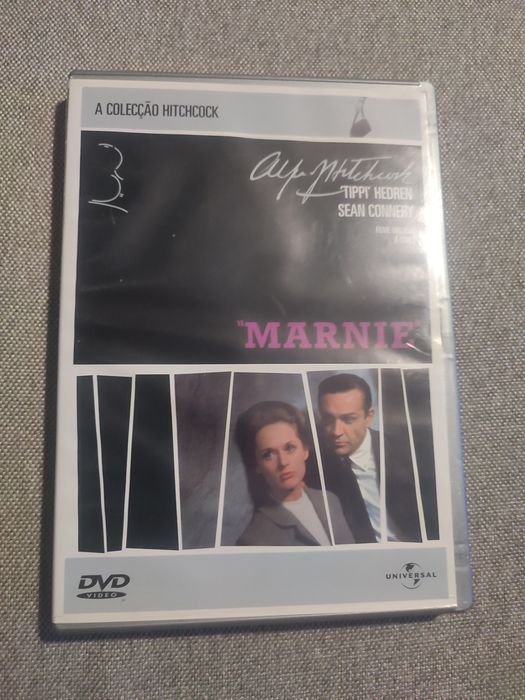 A COLECÇÃO HITCHCOCK
Alfred Hitchcock
'TIPPI' HEDREN
SEAN CONNERY
"MARNIE"
DVD
VIDEO
UNIVERSAL